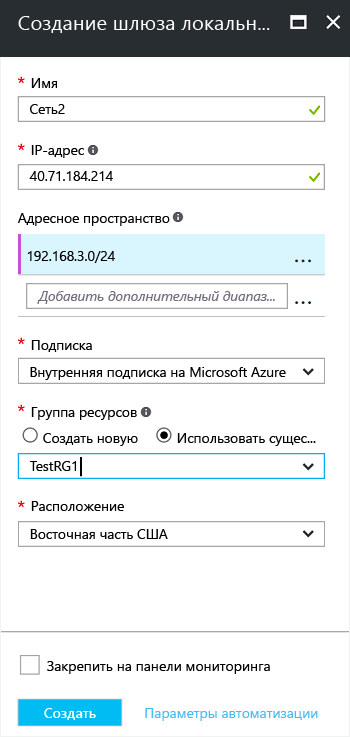 Создание шлюза локальн...
* Имя
Сеть2
* IP-адрес
40.71.184.214
Адресное пространство
192.168.3.0/24
...
Добавить дополнительный диапаз...
...
* Подписка
Внутренняя подписка на Microsoft Azure
* Группа ресурсов
Создать новую Использовать сущес...
TestRG1
* Расположение
Восточная часть США
Закрепить на панели мониторинга
Создать Параметры автоматизации